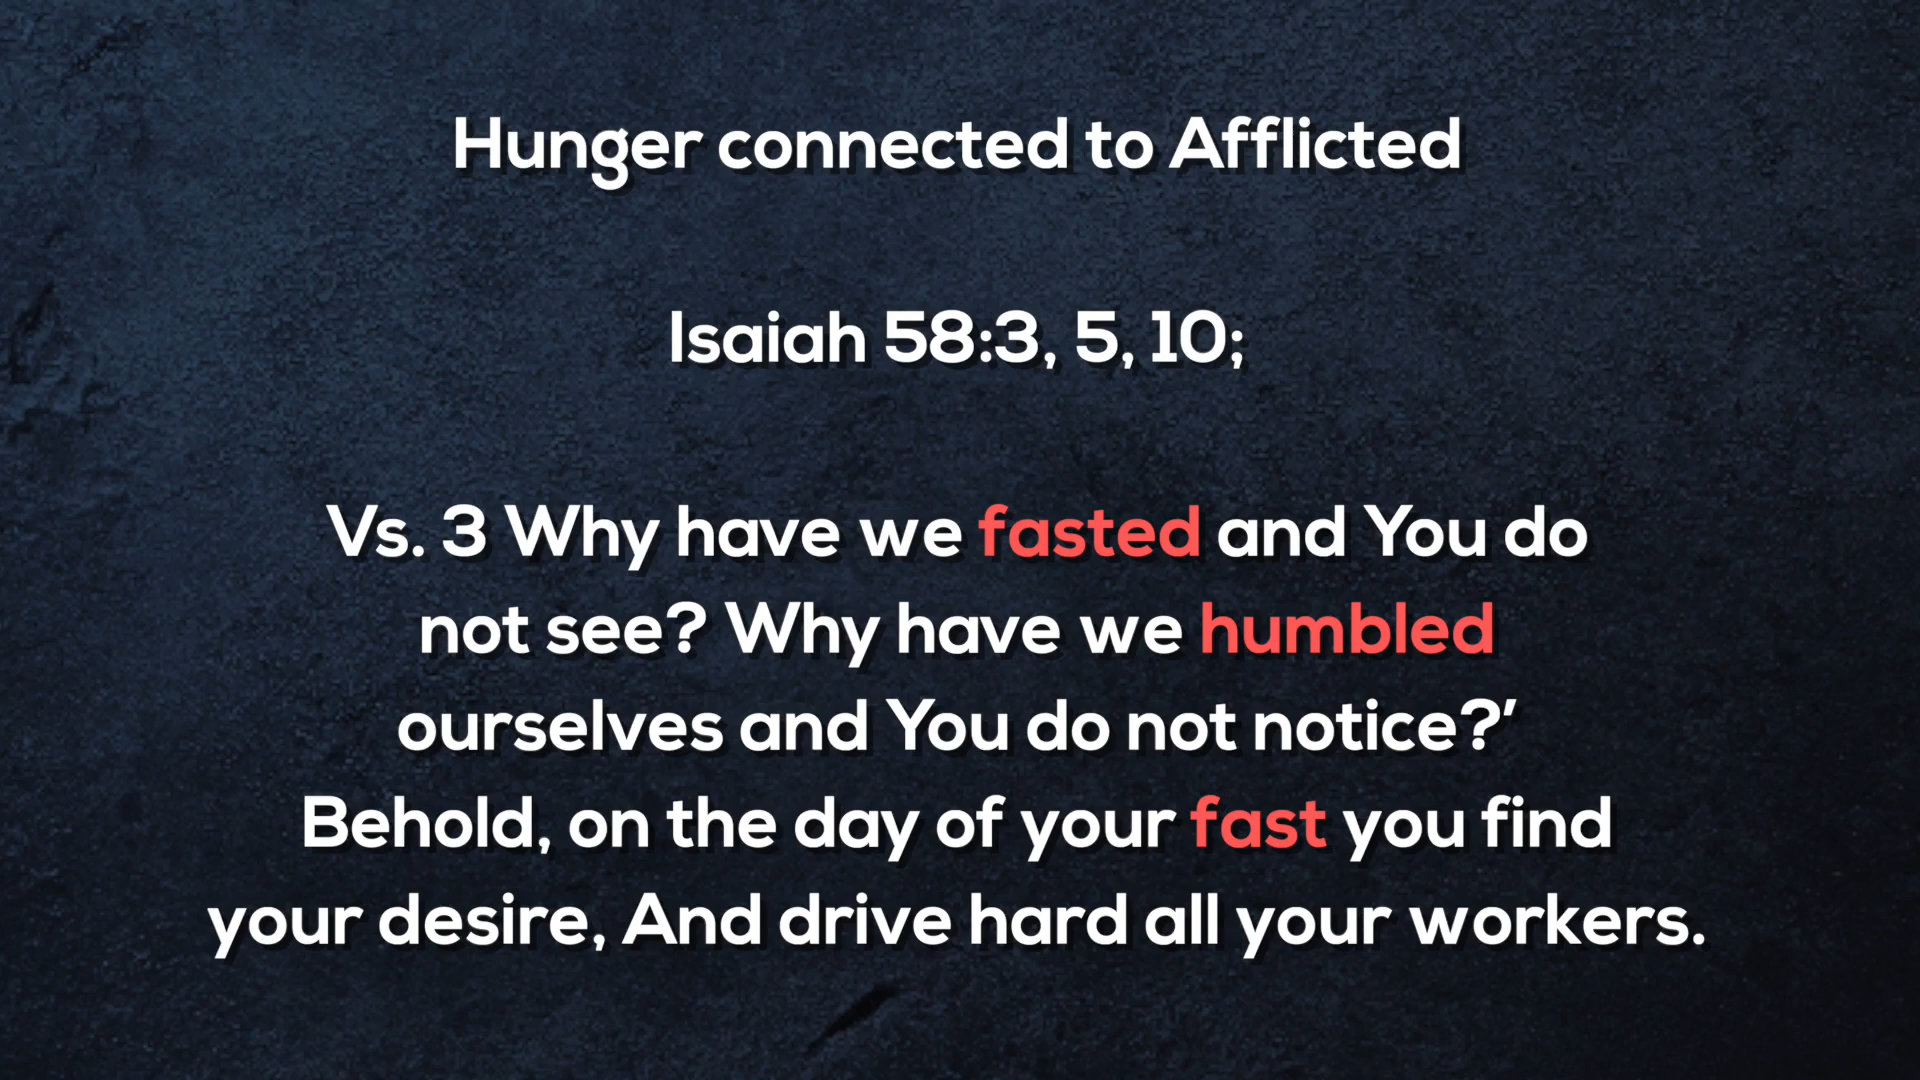 Hunger connected to Afflicted
Isaiah 58:3, 5, 10;
Vs. 3 Why have we fasted and You do
not see? Why have we humbled
ourselves and You do not notice?’
Behold, on the day of your fast you find
your desire, And drive hard all your workers.